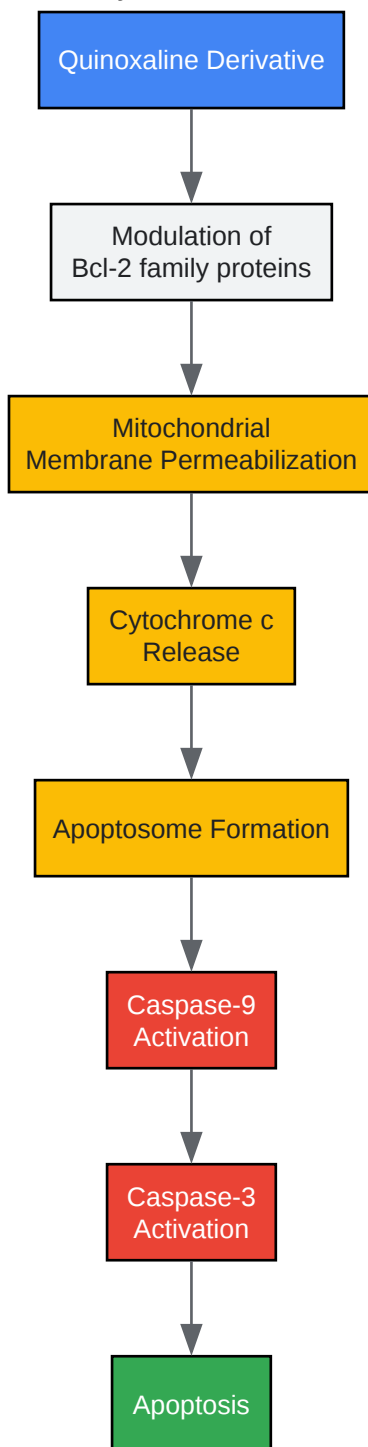 Quinoxaline Derivative
Modulation of
Bcl-2 family proteins
Mitochondrial
Membrane Permeabilization
Cytochrome c
Release
Apoptosome Formation
Caspase-9
Activation
Caspase-3
Activation
Apoptosis